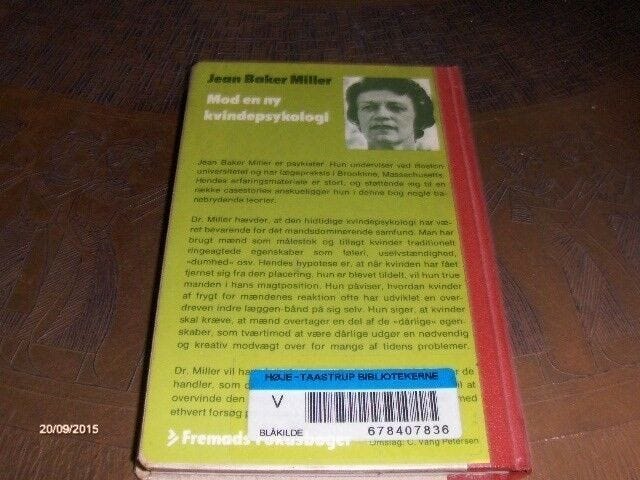 Jean Baker Miller
Mod en ny
kvindepsykologi
Jean Baker Miller er psykiater. Hun underviser ved Boston
universitetet og har lægepraksis i Brookline, Massachusetts.
Hendes erfaringsmateriale er stort, og støttende sig til en
række casestories anskueliggør hun i denne bog nogle
banebrydende teorier.
Dr. Miller hævder, at den hidtidige kvindepsykologi har væ-
ret bevarende for det mandsdominerende samfund. Man har
brugt mænd som målestok og tillagt kvinder traditionelt
ringeagtede egenskaber som føleri, uselvstændighed,
»dumhed« osv. Hendes hypotese er, at når kvinden har fået
fjernet sig fra den placering, hun er blevet tildelt, vil hun true
manden i hans magtposition. Hun påviser, hvordan kvinder
af frygt for mændenes reaktion ofte har udviklet en over-
dreven indre læggen-bånd på sig selv. Hun siger, at kvinder
skal kræve, at mænd overtager en del af de »dårlige« egen-
skaber, som tværtimod at være dårlige udgør en nødvendig
og kreativ modvægt over for mange af tidens problemer.
Dr. Miller vil
handler, som
overvinde den
ethvert forsøg
er de
at
med
HØJE-TAASTRUP BIBLIOTEKERNE
V
BLÅKILDE
678407836
Fremads Fokusbøger
Omslag: C. Vang Petersen
20/09/2015